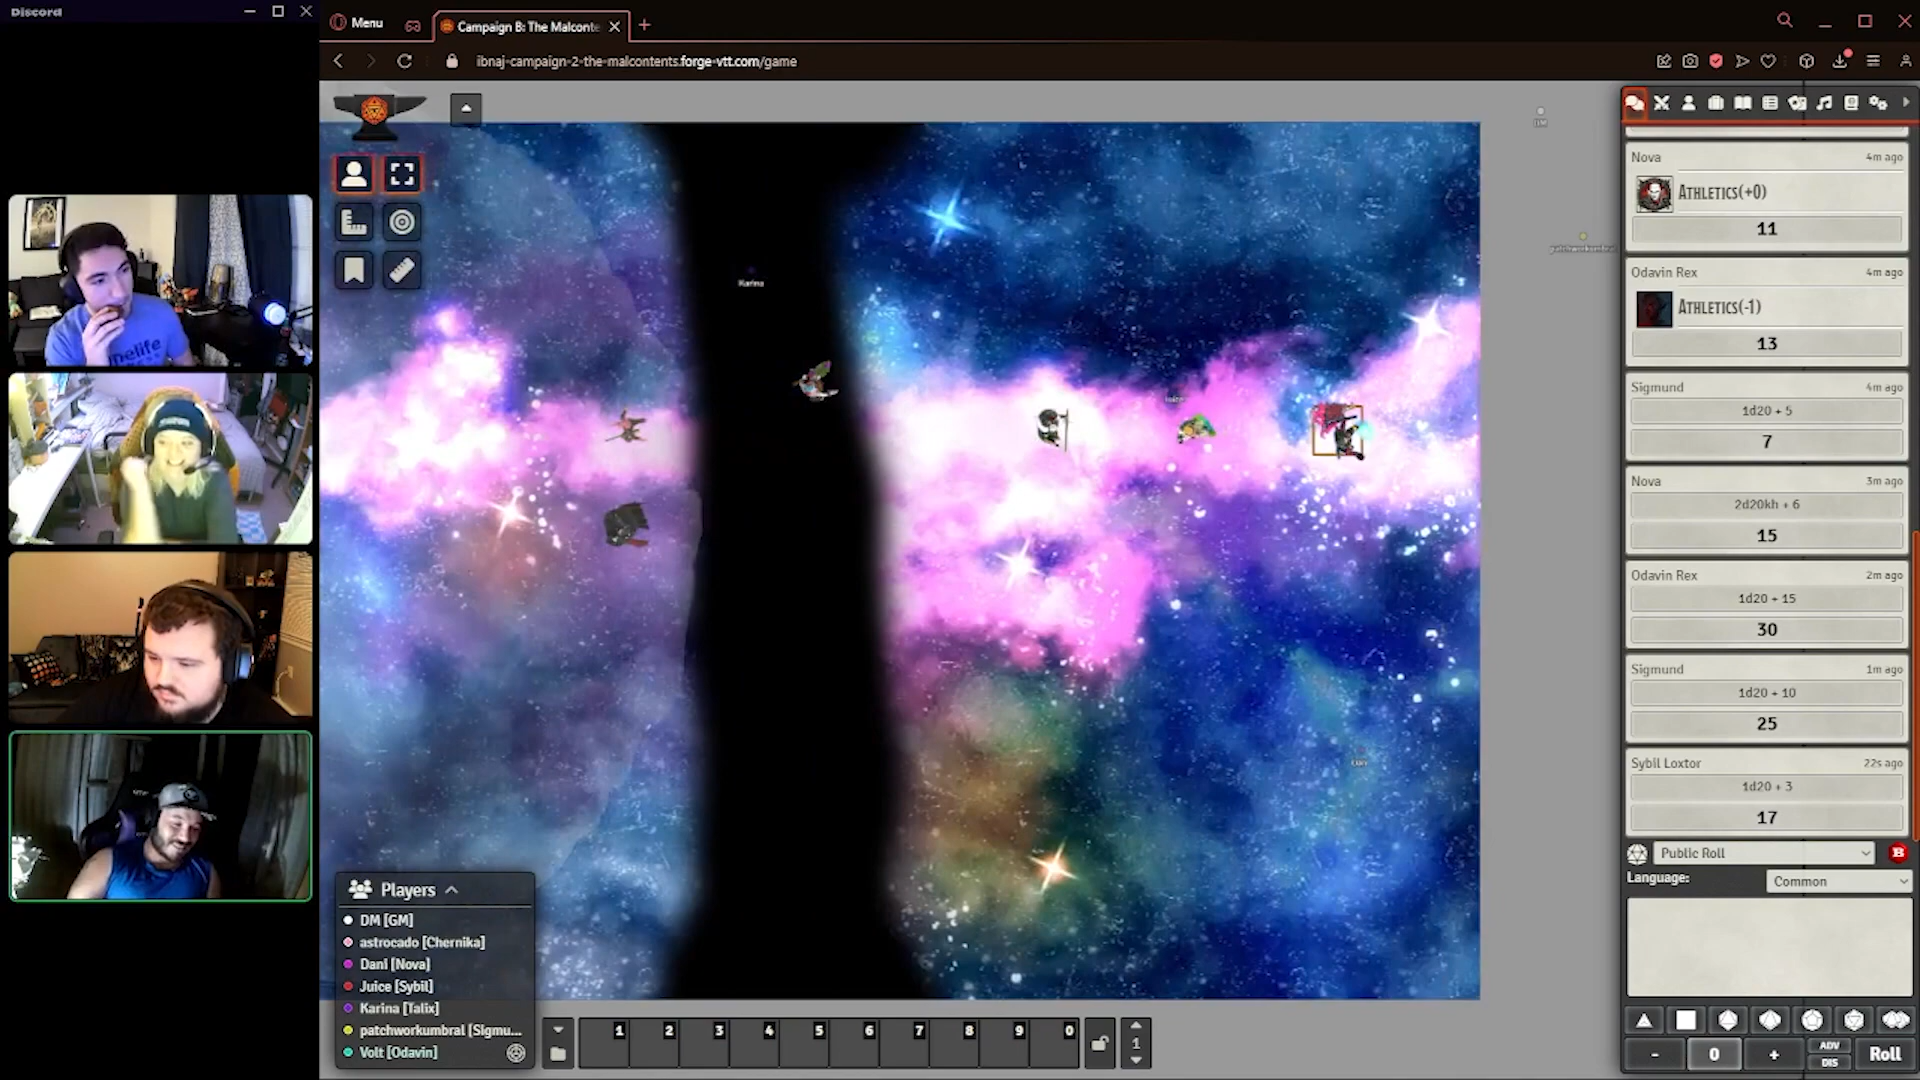 Discord
Menu
Campaign B: The Malconte
ibnaj-campaign-2-the-malcontents.forge-vtt.com/game
Karina
Nova
4m ago
Athletics(+0)
11
Odavin Rex
4m ago
Athletics(-1)
13
Sigmund
4m ago
1d20 + 5
7
Nova
3m ago
2d20kh + 6
15
Odavin Rex
2m ago
1d20 + 15
30
Sigmund
1m ago
1d20 + 10
25
Sybil Loxtor
22s ago
1d20 + 3
17
Public Roll
B
Language:
Common
Players
DM [GM]
astrocado [Chernika]
Dani [Nova]
Juice [Sybil]
Karina [Talix]
patchworkumbral [Sigmu...
Volt [Odavin]
1 2 3 4 5 6 7 8 9 0
1
- 0 + ADV DIS Roll